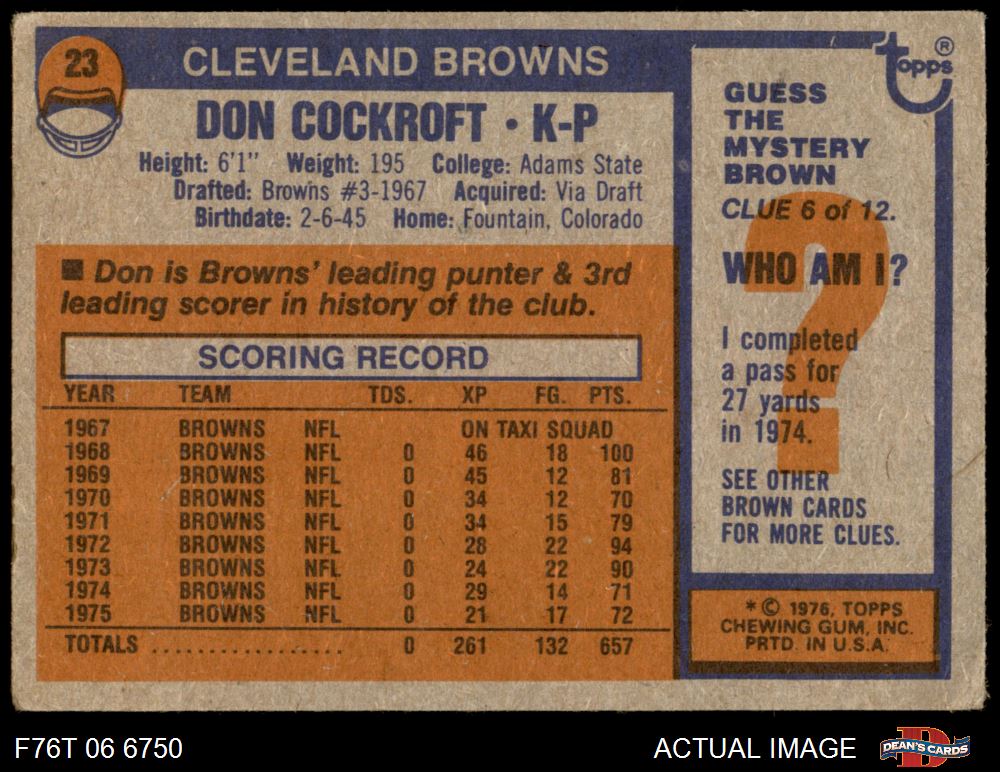 23
CLEVELAND BROWNS
DON COCKROFT • K-P
Height: 6'1" Weight: 195 College: Adams State
Drafted: Browns #3-1967 Acquired: Via Draft
Birthdate: 2-6-45 Home: Fountain, Colorado
■ Don is Browns' leading punter & 3rd
leading scorer in history of the club.
SCORING RECORD
YEAR TEAM TDS. XP FG. PTS.
1967 BROWNS NFL ON TAXI SQUAD
1968 BROWNS NFL 0 46 18 100
1969 BROWNS NFL 0 45 12 81
1970 BROWNS NFL 0 34 12 70
1971 BROWNS NFL 0 34 15 79
1972 BROWNS NFL 0 28 22 94
1973 BROWNS NFL 0 24 22 90
1974 BROWNS NFL 0 29 14 71
1975 BROWNS NFL 0 21 17 72
TOTALS ................. 0 261 132 657
topps ®
GUESS
THE
MYSTERY
BROWN
CLUE 6 of 12.
?
WHO AM I?
I completed
a pass for
27 yards
in 1974.
SEE OTHER
BROWN CARDS
FOR MORE CLUES.
* © 1976, TOPPS
CHEWING GUM, INC.
PRTD. IN U.S.A.
F76T 06 6750
ACTUAL IMAGE
D
DEAN'S CARDS